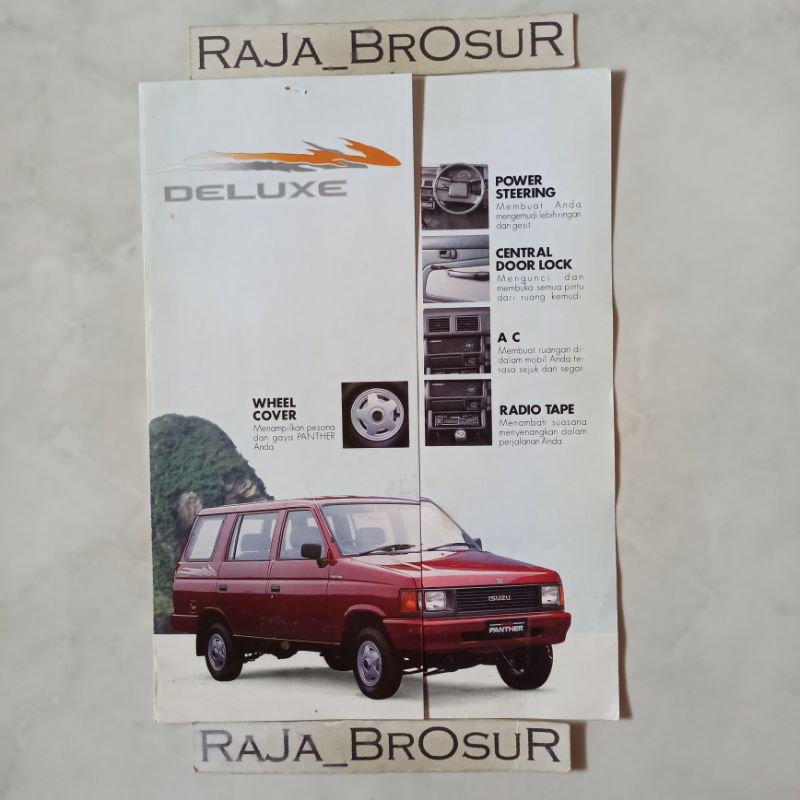 RAJA_BROSUR
DELUXE
POWER
STEERING
Membuat Anda
mengemudi lebih ringan
dan gesit.
CENTRAL
DOOR LOCK
Mengunci dan
membuka semua pintu
dari ruang kemudi.
A C
Membuat ruangan di-
dalam mobil Anda te-
rasa sejuk dan segar.
WHEEL
COVER
Menampilkan pesona
dan gaya PANTHER
Anda.
RADIO TAPE
Menambah suasana
menyenangkan dalam
perjalanan Anda.
ISUZU
PANTHER
RAJA_BROSUR